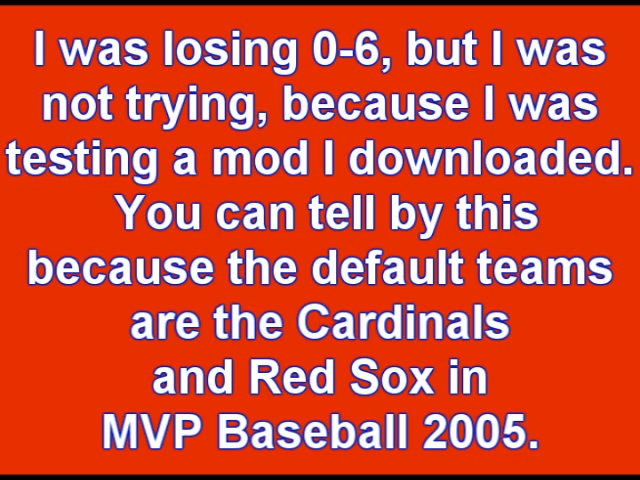 I was losing 0-6, but I was
not trying, because I was
testing a mod I downloaded.
You can tell by this
because the default teams
are the Cardinals
and Red Sox in
MVP Baseball 2005.